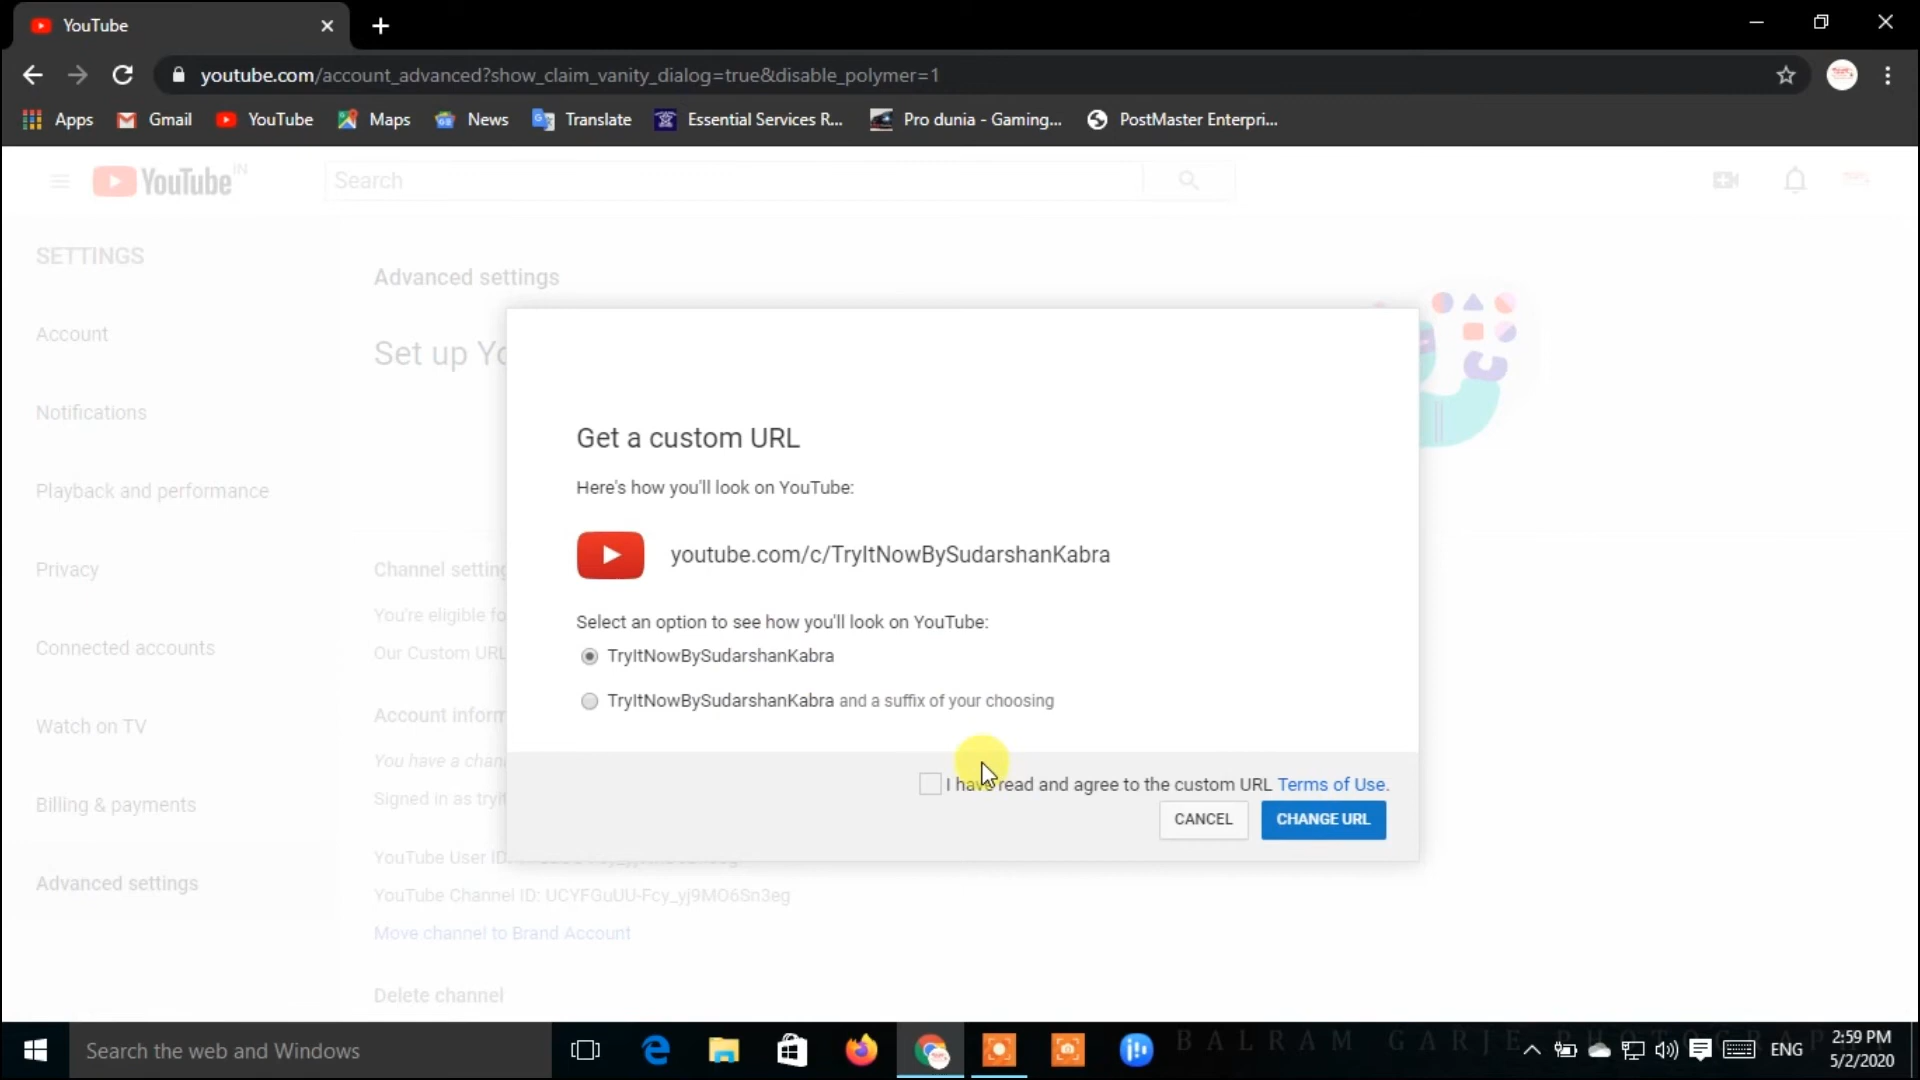 YouTube
youtube.com/account_advanced?show_claim_vanity_dialog=true&disable_polymer=1
Apps Gmail YouTube Maps News Translate Essential Services R... Pro dunia - Gaming... PostMaster Enterpri...
YouTube IN
Search
SETTINGS
Account
Notifications
Playback and performance
Privacy
Connected accounts
Watch on TV
Billing & payments
Advanced settings
Advanced settings
Set up Yo
Channel setting
You're eligible fo
Our Custom URL
Account inform
You have a chan
Signed in as tryit
YouTube User ID:
YouTube Channel ID: UCYFGuUU-Fcy_yj9MO6Sn3eg
Move channel to Brand Account
Delete channel
Get a custom URL
Here's how you'll look on YouTube:
youtube.com/c/TryItNowBySudarshanKabra
Select an option to see how you'll look on YouTube:
TryItNowBySudarshanKabra
TryItNowBySudarshanKabra and a suffix of your choosing
I have read and agree to the custom URL Terms of Use.
CANCEL CHANGE URL
Search the web and Windows
BALRAM GARJE PHOTOGRAP
ENG
2:59 PM
5/2/2020